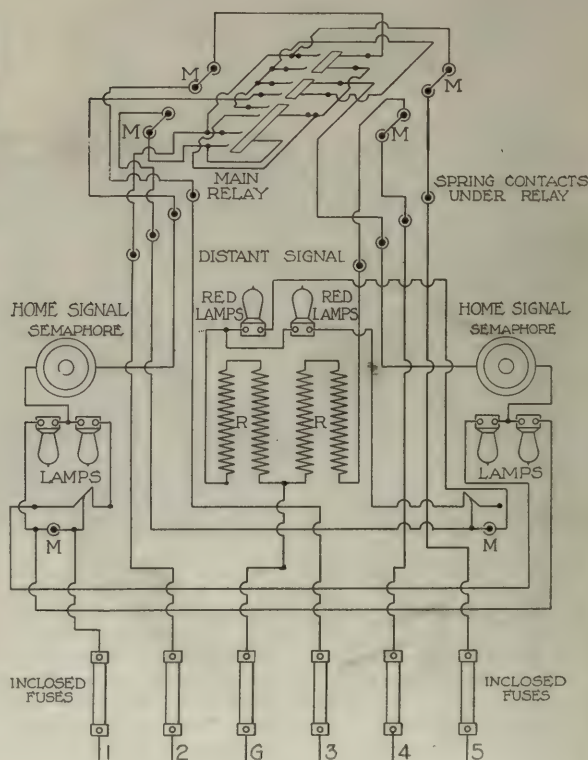 M
M
M
M
MAIN
RELAY
SPRING CONTACTS
UNDER RELAY
DISTANT SIGNAL
HOME SIGNAL
SEMAPHORE
RED
LAMPS
RED
LAMPS
HOME SIGNAL
SEMAPHORE
R
R
LAMPS
LAMPS
M
M
INCLOSED
FUSES
INCLOSED
FUSES
1
2
G
3
4
5